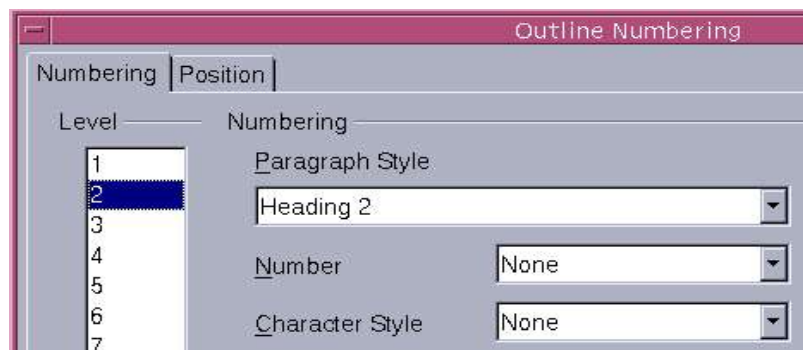 Outline Numbering
Numbering Position
Level Numbering
1
2
3
4
5
6
7
Paragraph Style
Heading 2
Number None
Character Style None